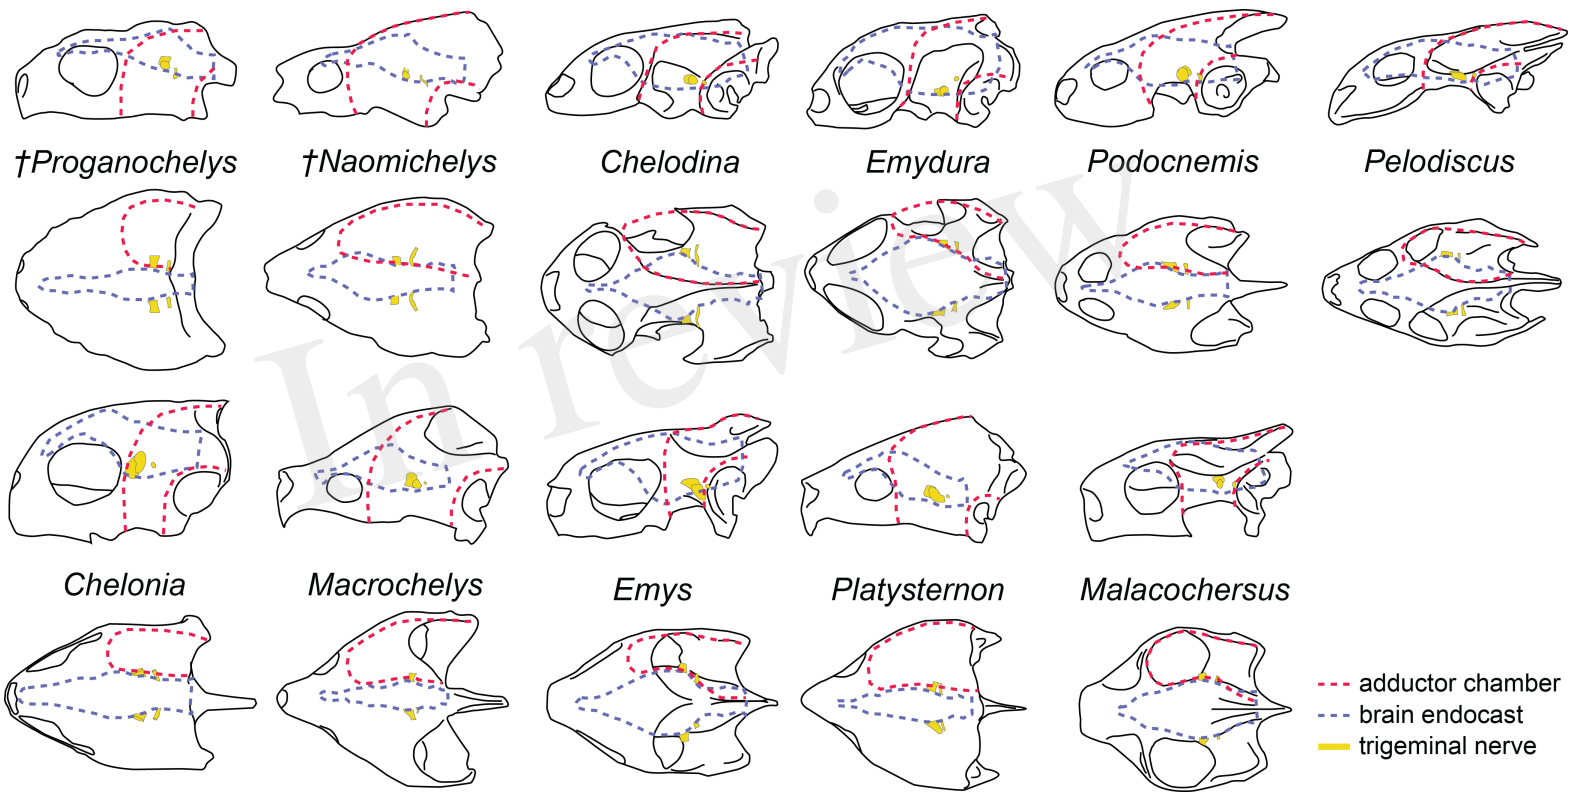 †Proganochelys
†Naomichelys
Chelodina
Emydura
Podocnemis
Pelodiscus
In review
Chelonia
Macrochelys
Emys
Platysternon
Malacochersus
adductor chamber
brain endocast
trigeminal nerve